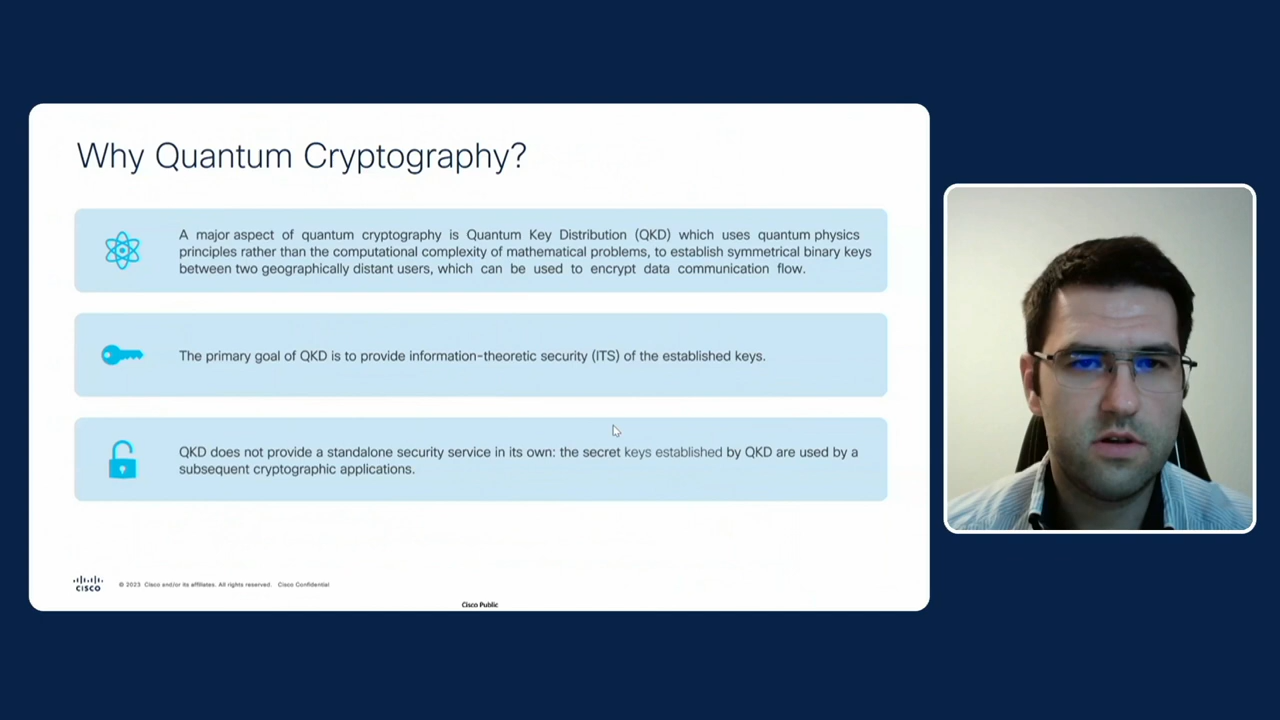 Why Quantum Cryptography?
A major aspect of quantum cryptography is Quantum Key Distribution (QKD) which uses quantum physics
principles rather than the computational complexity of mathematical problems, to establish symmetrical binary keys
between two geographically distant users, which can be used to encrypt data communication flow.
The primary goal of QKD is to provide information-theoretic security (ITS) of the established keys.
QKD does not provide a standalone security service in its own: the secret keys established by QKD are used by a
subsequent cryptographic applications.
CISCO
© 2023 Cisco and/or its affiliates. All rights reserved. Cisco Confidential
Cisco Public